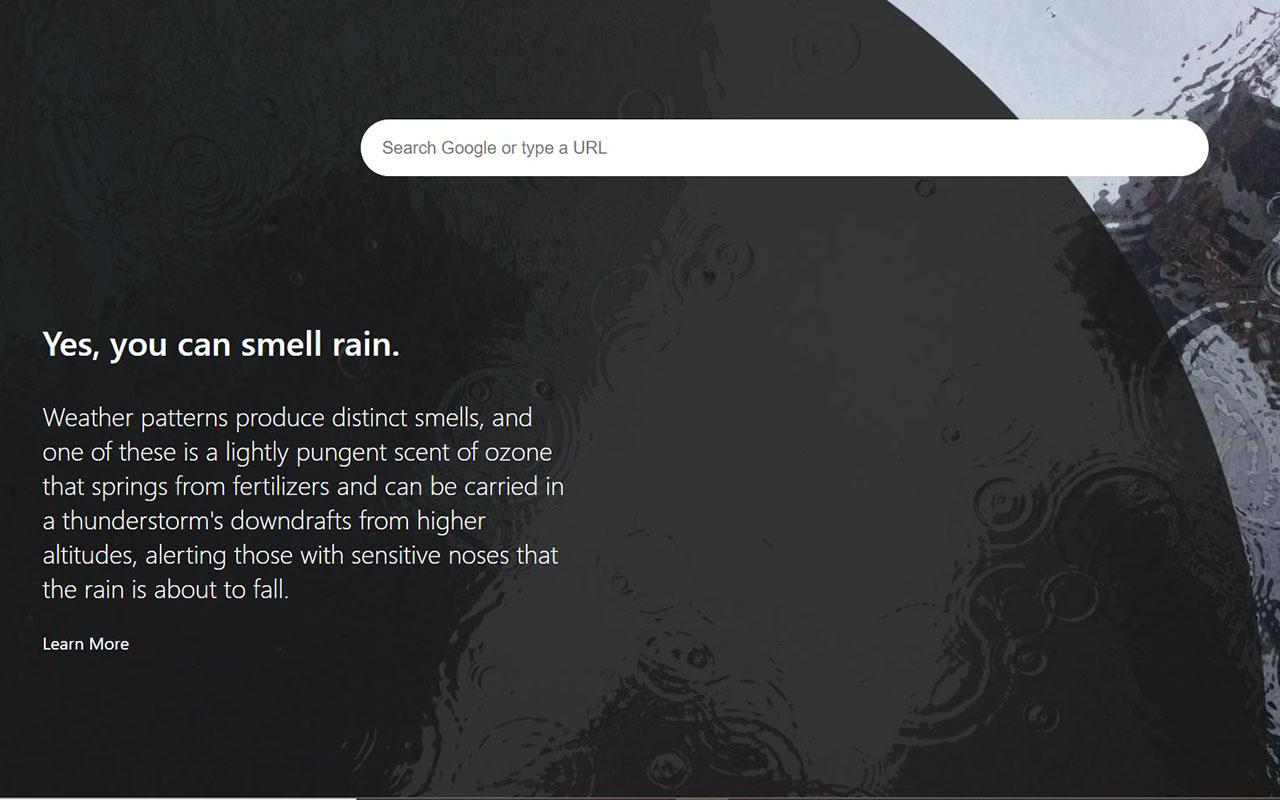 Search Google or type a URL
Yes, you can smell rain.
Weather patterns produce distinct smells, and
one of these is a lightly pungent scent of ozone
that springs from fertilizers and can be carried in
a thunderstorm's downdrafts from higher
altitudes, alerting those with sensitive noses that
the rain is about to fall.
Learn More